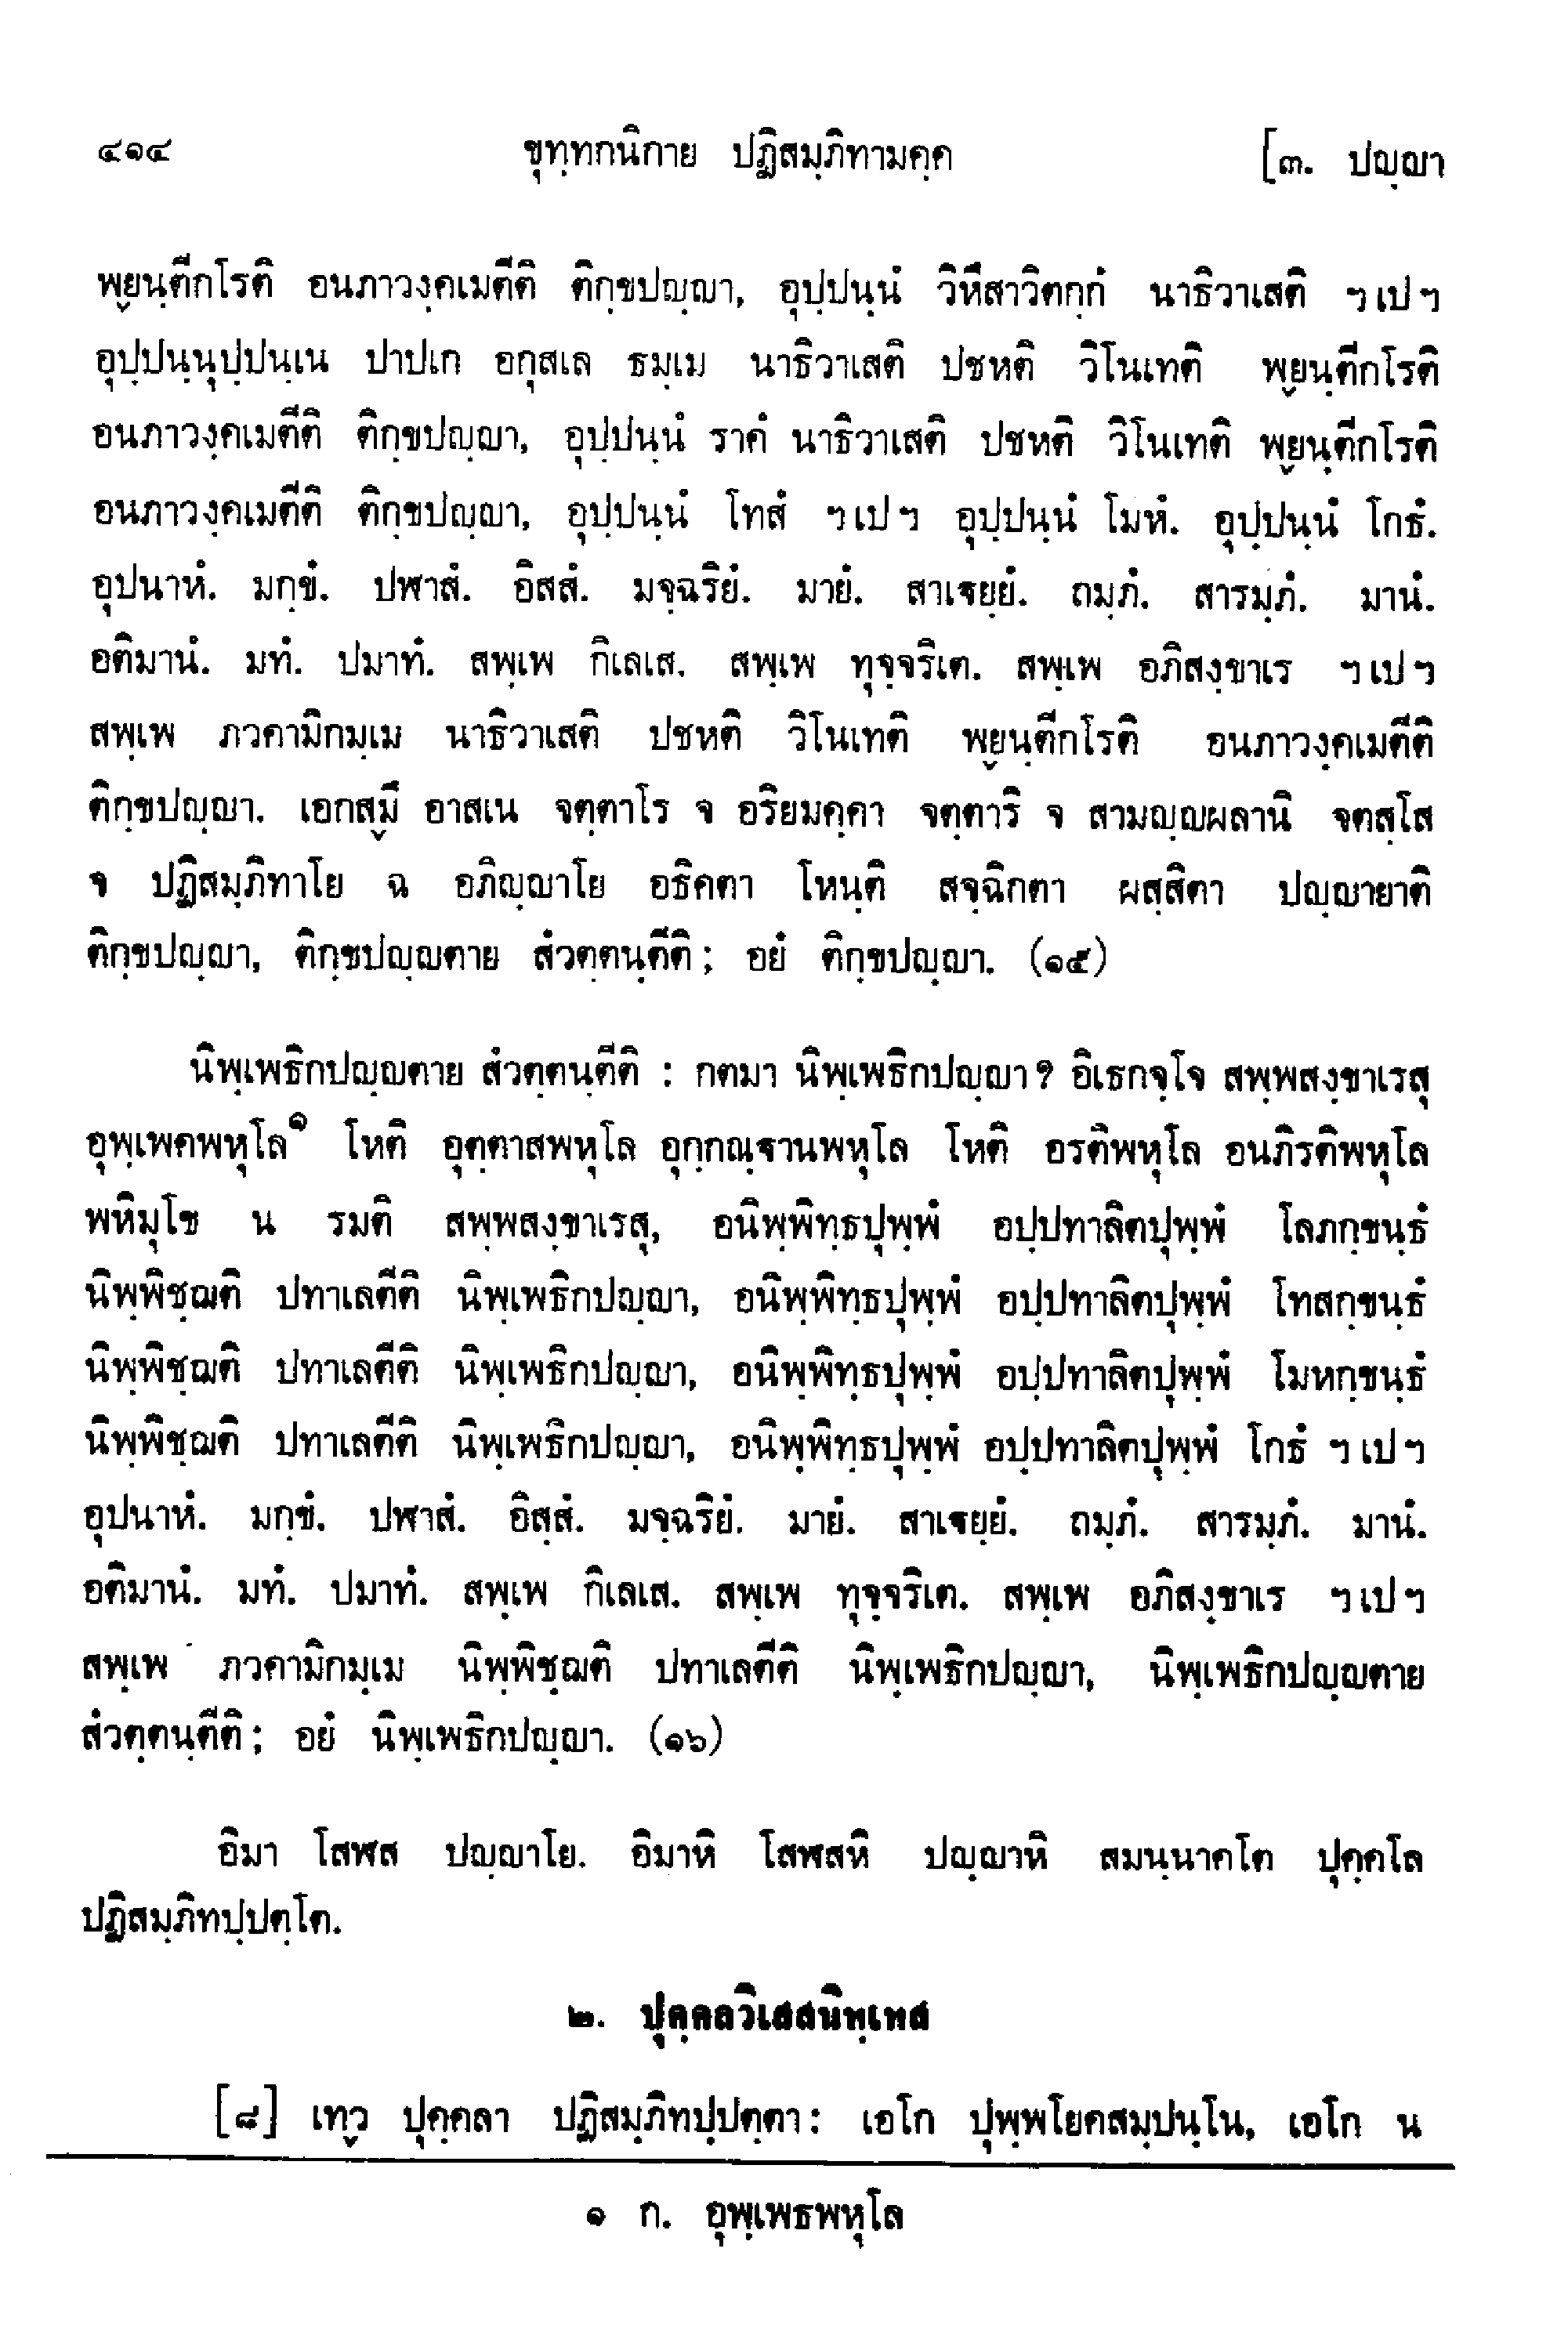 ๔๑๔ ขุทฺทกนิกาย ปฏิสมฺภิทามคฺค [๓. ปญฺญา
พฺยนฺตีกโรติ อนภาวงฺคเมตีติ ติกฺขปญฺญา, อุปฺปนฺนํ วิหึสาวิตกฺกํ นาธิวาเสติ ฯเปฯ
อุปฺปนฺนุปฺปนฺเน ปาปเก อกุสเล ธมฺเม นาธิวาเสติ ปชหติ วิโนเทติ พฺยนฺตีกโรติ
อนภาวงฺคเมตีติ ติกฺขปญฺญา, อุปฺปนฺนํ ราคํ นาธิวาเสติ ปชหติ วิโนเทติ พฺยนฺตีกโรติ
อนภาวงฺคเมตีติ ติกฺขปญฺญา, อุปฺปนฺนํ โทสํ ฯเปฯ อุปฺปนฺนํ โมหํ. อุปฺปนฺนํ โกธํ.
อุปนาหํ. มกฺขํ. ปฬาสํ. อิสสํ. มจฺฉริยํ. มายํ. สาเฐยฺยํ. ถมฺภํ. สารมฺภํ. มานํ.
อติมานํ. มทํ. ปมาทํ. สพฺเพ กิเลเส. สพฺเพ ทุจฺจริเต. สพฺเพ อภิสงฺขาเร ฯเปฯ
สพฺเพ ภวคามิกมฺเม นาธิวาเสติ ปชหติ วิโนเทติ พฺยนฺตีกโรติ อนภาวงฺคเมตีติ
ติกฺขปญฺญา. เอกสฺมึ อาสเน จตฺตาโร จ อริยมคฺคา จตฺตาริ จ สามญฺญผลานิ จตสฺโส
จ ปฏิสมฺภิทาโย ฉ อภิญฺญาโย อธิคตา โหนฺติ สจฺฉิกตา ผสฺสิตา ปญฺญายาติ
ติกฺขปญฺญา, ติกฺขปญฺญตาย สํวตฺตนฺตีติ; อยํ ติกฺขปญฺญา. (๑๕)
นิพฺเพธิกปญฺญตาย สํวตฺตนฺตีติ : กตมา นิพฺเพธิกปญฺญา? อิเธกจฺโจ สพฺพสงฺขาเรสุ
อุพฺเพคพหุโล๑ โหติ อุตฺตาสพหุโล อุกฺกณฺฐานพหุโล โหติ อรติพหุโล อนภิรติพหุโล
พหิมุโข น รมติ สพฺพสงฺขาเรสุ, อนิพฺพิทฺธปุพฺพํ อปฺปทาลิตปุพฺพํ โลภกฺขนฺธํ
นิพฺพิชฺฌติ ปทาเลตีติ นิพฺเพธิกปญฺญา, อนิพฺพิทฺธปุพฺพํ อปฺปทาลิตปุพฺพํ โทสกฺขนฺธํ
นิพฺพิชฺฌติ ปทาเลตีติ นิพฺเพธิกปญฺญา, อนิพฺพิทฺธปุพฺพํ อปฺปทาลิตปุพฺพํ โมหกฺขนฺธํ
นิพฺพิชฺฌติ ปทาเลตีติ นิพฺเพธิกปญฺญา, อนิพฺพิทฺธปุพฺพํ อปฺปทาลิตปุพฺพํ โกธํ ฯเปฯ
อุปนาหํ. มกฺขํ. ปฬาสํ. อิสฺสํ. มจฺฉริยํ. มายํ. สาเฐยฺยํ. ถมฺภํ. สารมฺภํ. มานํ.
อติมานํ. มทํ. ปมาทํ. สพฺเพ กิเลเส. สพฺเพ ทุจฺจริเต. สพฺเพ อภิสงฺขาเร ฯเปฯ
สพฺเพ ภวคามิกมฺเม นิพฺพิชฺฌติ ปทาเลตีติ นิพฺเพธิกปญฺญา, นิพฺเพธิกปญฺญตาย
สํวตฺตนฺตีติ; อยํ นิพฺเพธิกปญฺญา. (๑๖)
อิมา โสฬส ปญฺญาโย. อิมาหิ โสฬสหิ ปญฺญาหิ สมนฺนาคโต ปุคฺคโล
ปฏิสมฺภิทปฺปตฺโต.
๒. ปุคฺคลวิเสสนิทฺเทส
[๘] เทฺว ปุคฺคลา ปฏิสมฺภิทปฺปตฺตา: เอโก ปุพฺพโยคสมฺปนฺโน, เอโก น
๑ ก. อุพฺเพธพหุโล